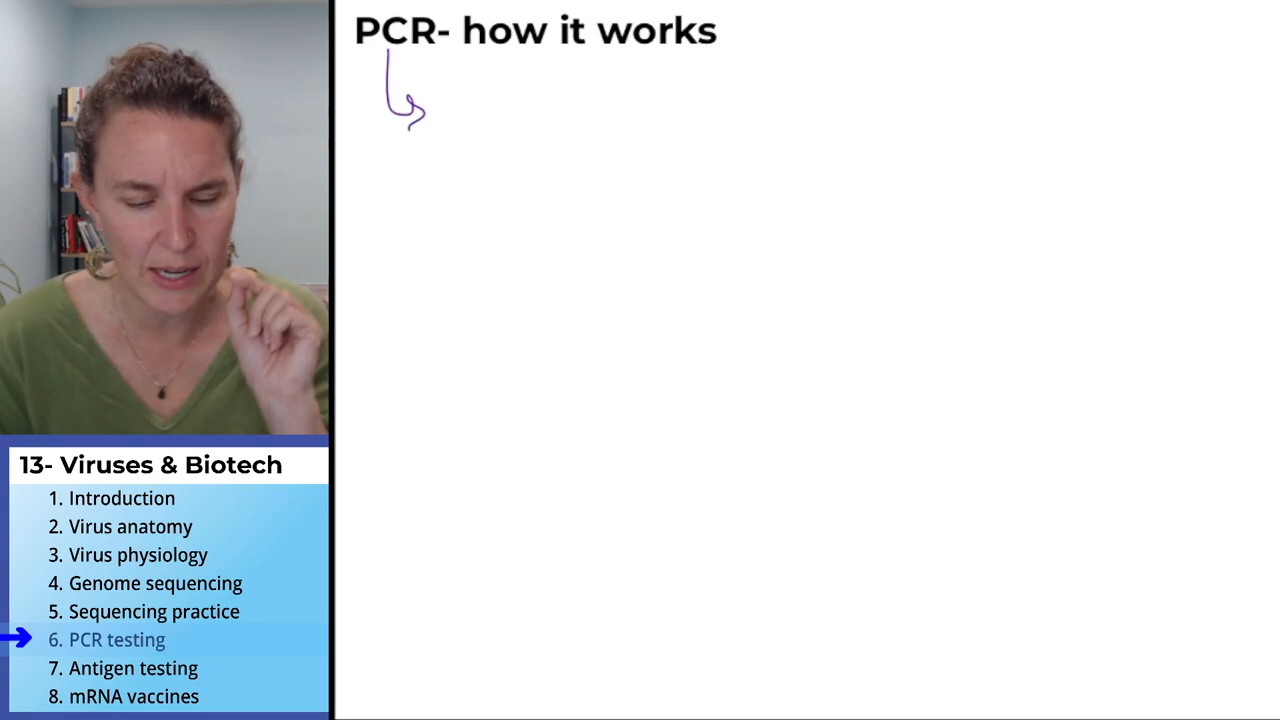 PCR- how it works
13- Viruses & Biotech
1. Introduction
2. Virus anatomy
3. Virus physiology
4. Genome sequencing
5. Sequencing practice
6. PCR testing
7. Antigen testing
8. mRNA vaccines